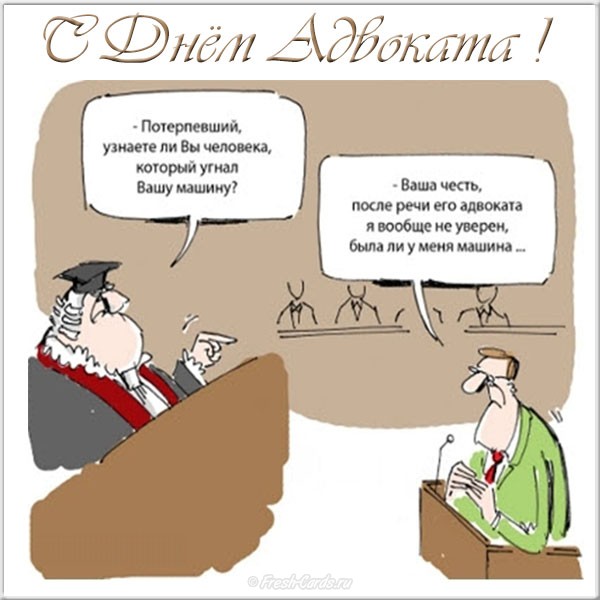 С Днём Адвоката !
- Потерпевший,
узнаете ли Вы человека,
который угнал
Вашу машину?
- Ваша честь,
после речи его адвоката
я вообще не уверен,
была ли у меня машина ...
© Fresh-Cards.ru